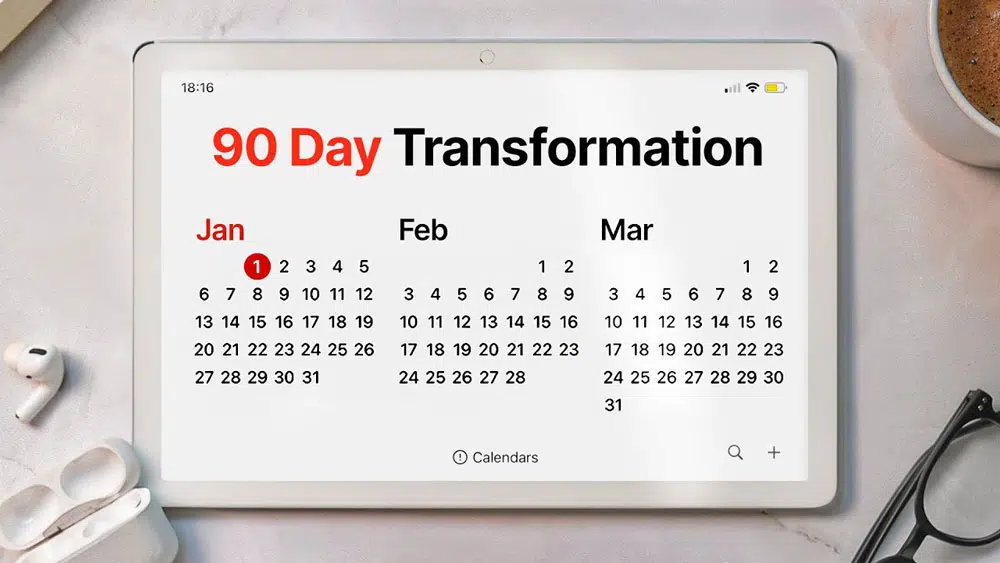 18:16
90 Day Transformation
Jan Feb Mar
1 2 3 4 5 1 2 1 2
6 7 8 9 10 11 12 3 4 5 6 7 8 9 3 4 5 6 7 8 9
13 14 15 16 17 18 19 10 11 12 13 14 15 16 10 11 12 13 14 15 16
20 21 22 23 24 25 26 17 18 19 20 21 22 23 17 18 19 20 21 22 23
27 28 29 30 31 24 25 26 27 28 24 25 26 27 28 29 30
31
Calendars